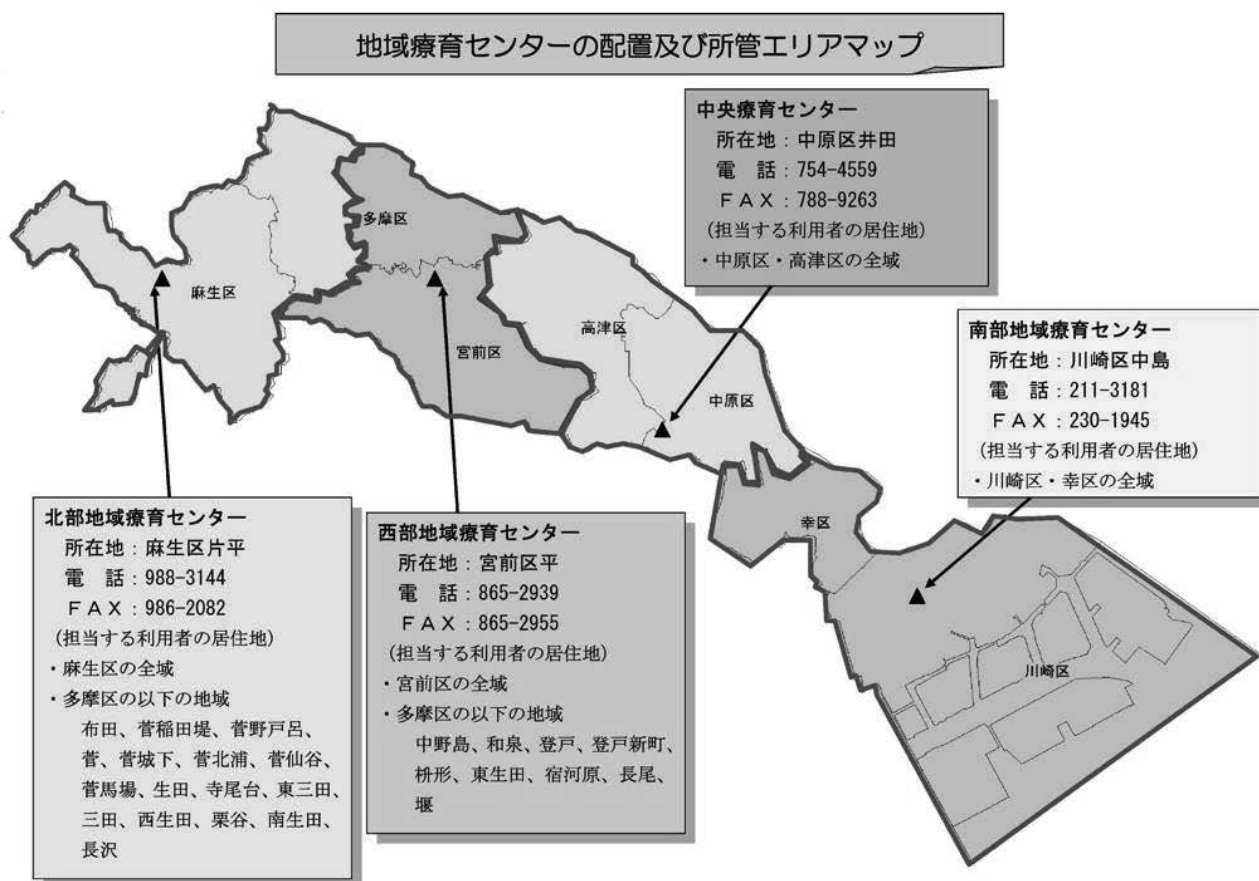 地域療育センターの配置及び所管エリアマップ
中央療育センター
所在地：中原区井田
電　話：754-4559
ＦＡＸ：788-9263
(担当する利用者の居住地)
・中原区・高津区の全域
南部地域療育センター
所在地：川崎区中島
電　話：211-3181
ＦＡＸ：230-1945
(担当する利用者の居住地)
・川崎区・幸区の全域
多摩区
麻生区
宮前区
高津区
中原区
幸区
川崎区
北部地域療育センター
所在地：麻生区片平
電　話：988-3144
ＦＡＸ：986-2082
(担当する利用者の居住地)
・麻生区の全域
・多摩区の以下の地域
布田、菅稲田堤、菅野戸呂、
菅、菅城下、菅北浦、菅仙谷、
菅馬場、生田、寺尾台、東三田、
三田、西生田、栗谷、南生田、
長沢
西部地域療育センター
所在地：宮前区平
電　話：865-2939
ＦＡＸ：865-2955
(担当する利用者の居住地)
・宮前区の全域
・多摩区の以下の地域
中野島、和泉、登戸、登戸新町、
枡形、東生田、宿河原、長尾、
堰